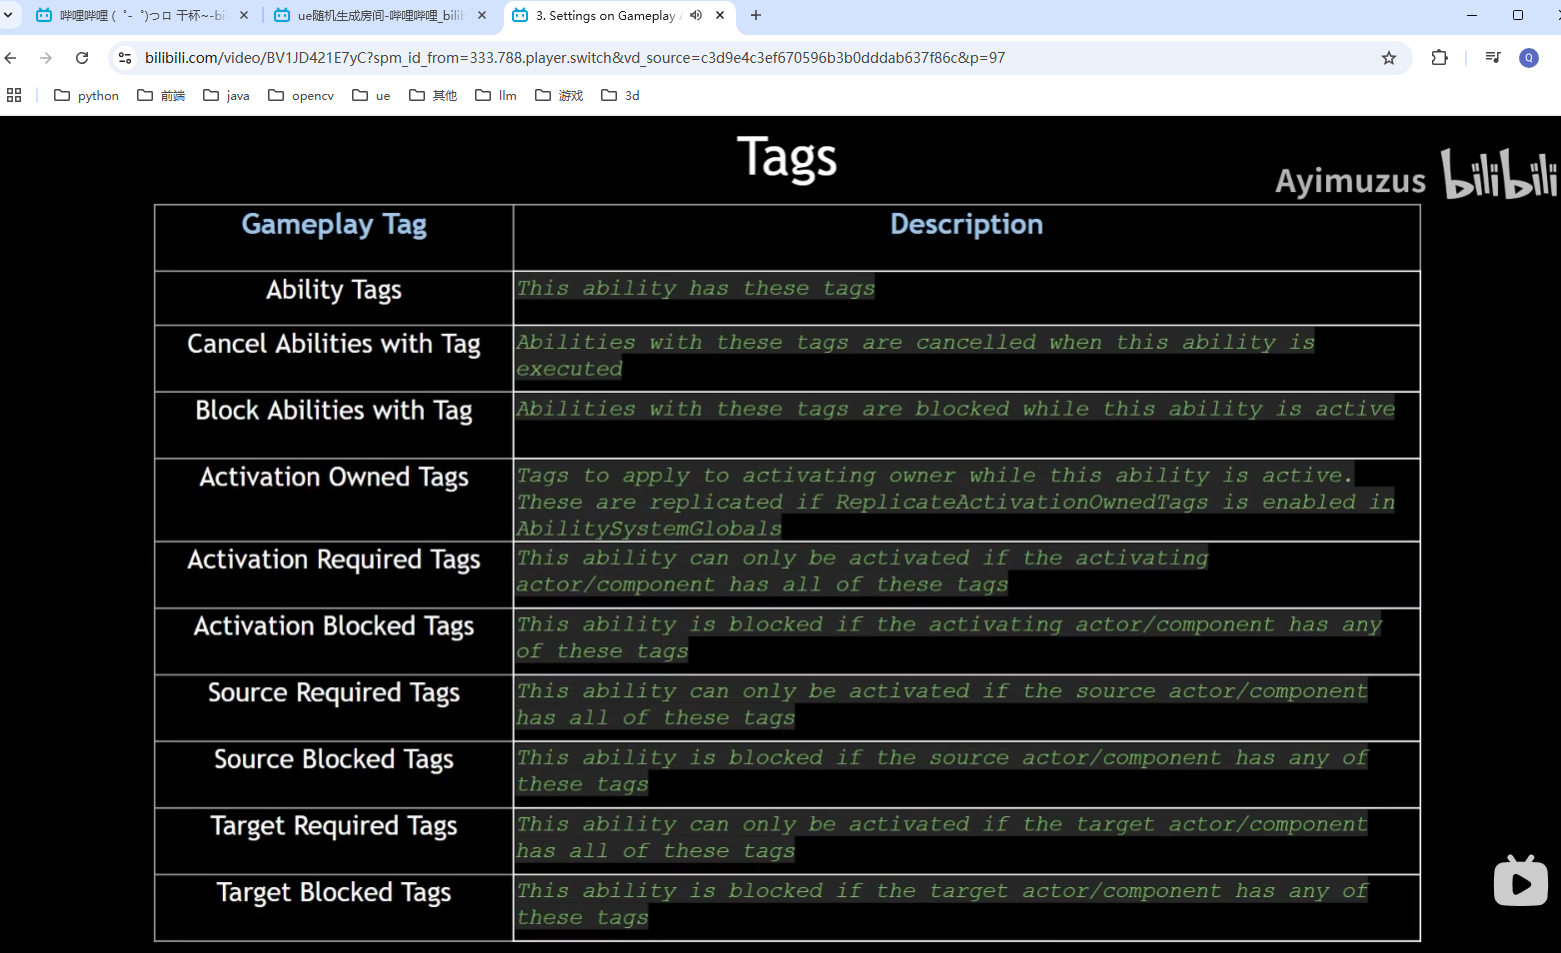 哔哩哔哩 ( ゜- ゜)つロ 干杯~-bi
ue随机生成房间-哔哩哔哩_bilib
3. Settings on Gameplay
bilibili.com/video/BV1JD421E7yC?spm_id_from=333.788.player.switch&vd_source=c3d9e4c3ef670596b3b0dddab637f86c&p=97
Q
python 前端 java opencv ue 其他 llm 游戏 3d
Tags
Ayimuzus bilibili
Gameplay Tag Description
Ability Tags This ability has these tags
Cancel Abilities with Tag Abilities with these tags are cancelled when this ability is
executed
Block Abilities with Tag Abilities with these tags are blocked while this ability is active
Activation Owned Tags Tags to apply to activating owner while this ability is active.
These are replicated if ReplicateActivationOwnedTags is enabled in
AbilitySystemGlobals
Activation Required Tags This ability can only be activated if the activating
actor/component has all of these tags
Activation Blocked Tags This ability is blocked if the activating actor/component has any
of these tags
Source Required Tags This ability can only be activated if the source actor/component
has all of these tags
Source Blocked Tags This ability is blocked if the source actor/component has any of
these tags
Target Required Tags This ability can only be activated if the target actor/component
has all of these tags
Target Blocked Tags This ability is blocked if the target actor/component has any of
these tags